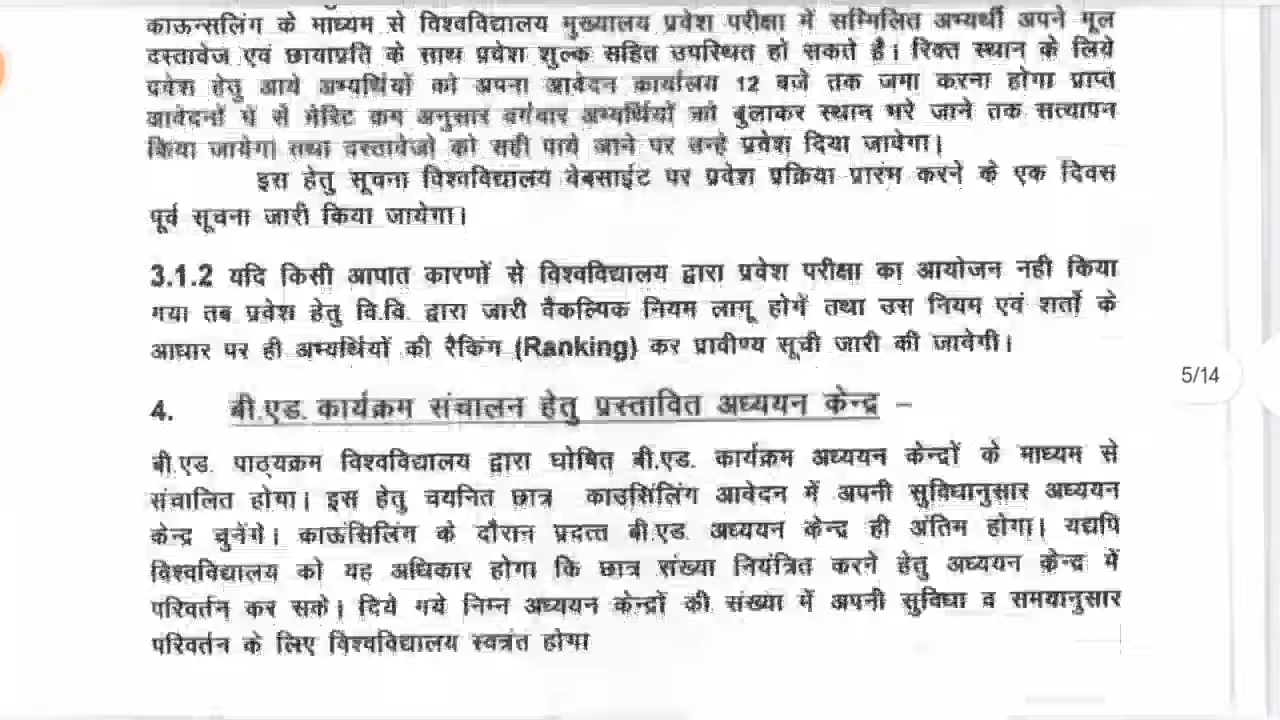 काऊन्सलिंग के माध्यम से विश्वविद्यालय मुख्यालय प्रवेश परीक्षा में सम्मिलित अभ्यर्थी अपने मूल
दस्तावेज एवं छायाप्रति के साथ प्रवेश शुल्क सहित उपस्थित हो सकते है। रिक्त स्थान के लिये
प्रवेश हेतु आये अभ्यर्थियों को अपना आवेदन कार्यालय 12 बजे तक जमा करना होगा प्राप्त
आवेदनों में से मेरिट क्रम अनुसार वर्गवार अभ्यर्थियों को बुलाकर स्थान भरे जाने तक सत्यापन
किया जायेगा तथा दस्तावेजो को सही पाये जाने पर उन्हे प्रवेश दिया जावेगा।
इस हेतु सूचना विश्वविद्यालय वेबसाईट पर प्रवेश प्रक्रिया प्रारंभ करने के एक दिवस
पूर्व सूचना जारी किया जायेगा।
3.1.2 यदि किसी आपात कारणों से विश्वविद्यालय द्वारा प्रवेश परीक्षा का आयोजन नही किया
गया तब प्रवेश हेतु वि.वि. द्वारा जारी वैकल्पिक नियम लागू होगें तथा उस नियम एवं शर्तो के
आधार पर ही अभ्यर्थियों की रैकिंग (Ranking) कर प्रावीण्य सूची जारी की जावेगी।
4. बी.एड. कार्यक्रम संचालन हेतु प्रस्तावित अध्ययन केन्द्र –
बी.एड. पाठ्यक्रम विश्वविद्यालय द्वारा घोषित बी.एड. कार्यक्रम अध्ययन केन्द्रों के माध्यम से
संचालित होगा। इस हेतु चयनित छात्र काउसिंलिंग आवेदन में अपनी सुविधानुसार अध्ययन
केन्द्र चुनेंगे। काऊंसिलिंग के दौरान प्रदत्त बी.एड. अध्ययन केन्द्र ही अंतिम होगा। यद्यपि
विश्वविद्यालय को यह अधिकार होगा कि छात्र संख्या नियंत्रित करने हेतु अध्ययन केन्द्र में
परिवर्तन कर सके। दिये गये निम्न अध्ययन केन्द्रों की संख्या में अपनी सुविधा व समयानुसार
परिवर्तन के लिए विश्वविद्यालय स्वत्रंत होगा
5/14